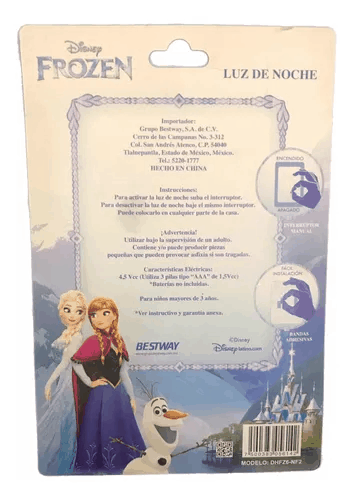 Disney
FROZEN
LUZ DE NOCHE
Importador:
Grupo Bestway, S.A. de C.V.
Cerro de las Campanas No. 3-312
Col. San Andrés Atenco, C.P. 54040
Tlalnepantla, Estado de México, México.
Tel.: 5220-1777
HECHO EN CHINA
ENCENDIDO
APAGADO
INTERRUPTOR
MANUAL
Instrucciones:
Para activar la luz de noche suba el interruptor.
Para desactivar la luz de noche baje el mismo interruptor.
Puede colocarlo en cualquier parte de la casa.
¡Advertencia!
Utilizar bajo la supervisión de un adulto.
Contiene y/o puede producir piezas
pequeñas que pueden provocar asfixia si son tragados.
FÁCIL
INSTALACIÓN
BANDAS
ADHESIVAS
Características Eléctricas:
4,5 Vcc (Utiliza 3 pilas tipo "AAA" de 1,5Vcc)
*Baterías no incluidas.
Para niños mayores de 3 años.
*Ver instructivo y garantía anexa.
BESTWAY
©Disney
MODELO: DHFZ6-NF2